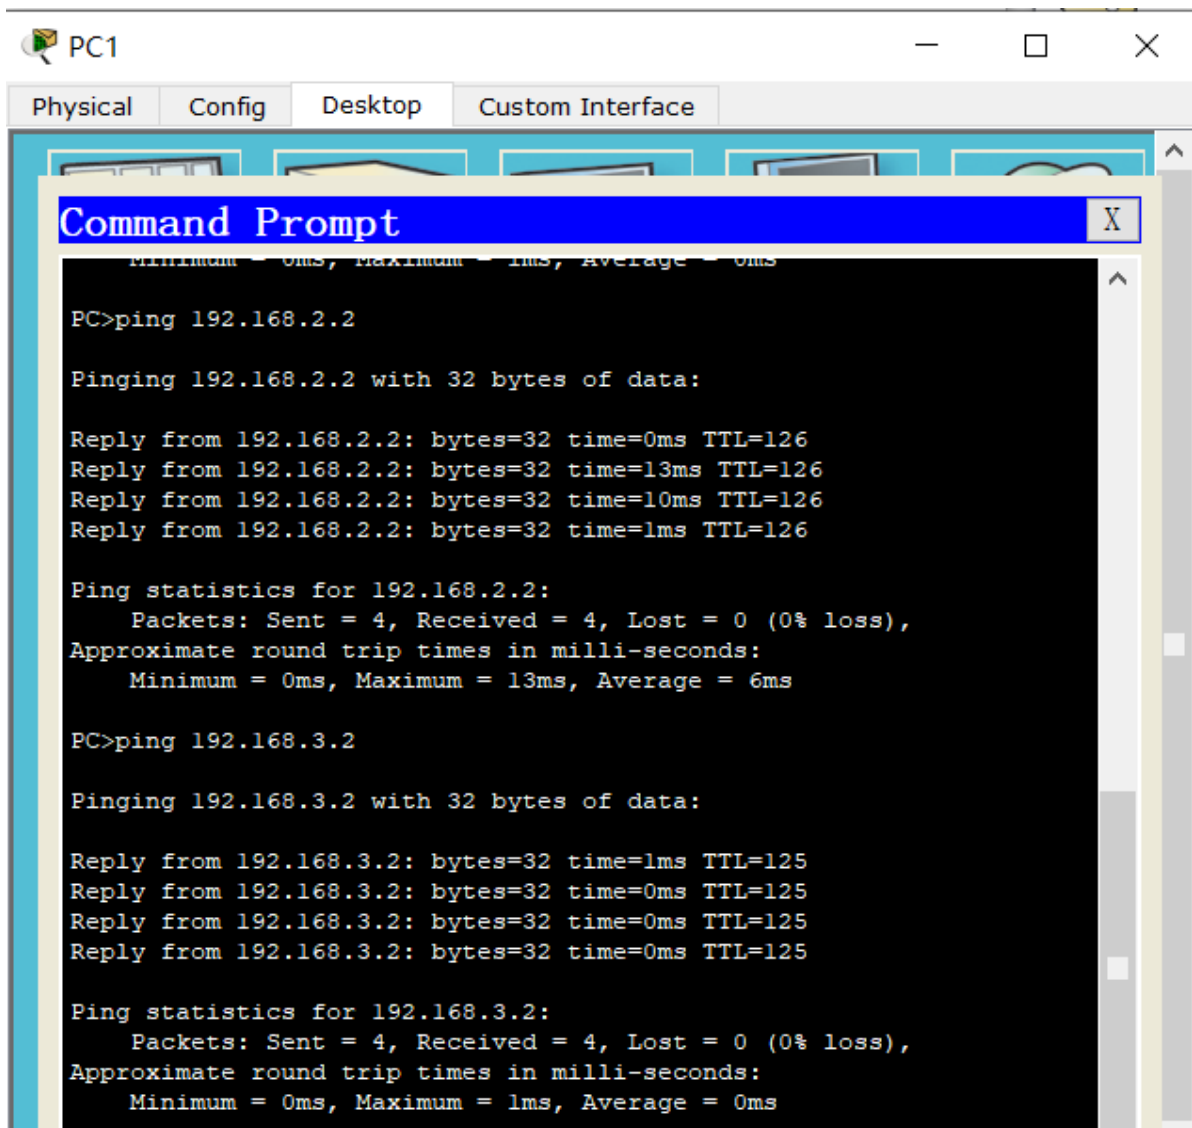 PC1
Physical Config Desktop Custom Interface
Command Prompt X
Minimum = 0ms, Maximum = 1ms, Average = 0ms
PC>ping 192.168.2.2
Pinging 192.168.2.2 with 32 bytes of data:
Reply from 192.168.2.2: bytes=32 time=0ms TTL=126
Reply from 192.168.2.2: bytes=32 time=13ms TTL=126
Reply from 192.168.2.2: bytes=32 time=10ms TTL=126
Reply from 192.168.2.2: bytes=32 time=1ms TTL=126
Ping statistics for 192.168.2.2:
Packets: Sent = 4, Received = 4, Lost = 0 (0% loss),
Approximate round trip times in milli-seconds:
Minimum = 0ms, Maximum = 13ms, Average = 6ms
PC>ping 192.168.3.2
Pinging 192.168.3.2 with 32 bytes of data:
Reply from 192.168.3.2: bytes=32 time=1ms TTL=125
Reply from 192.168.3.2: bytes=32 time=0ms TTL=125
Reply from 192.168.3.2: bytes=32 time=0ms TTL=125
Reply from 192.168.3.2: bytes=32 time=0ms TTL=125
Ping statistics for 192.168.3.2:
Packets: Sent = 4, Received = 4, Lost = 0 (0% loss),
Approximate round trip times in milli-seconds:
Minimum = 0ms, Maximum = 1ms, Average = 0ms